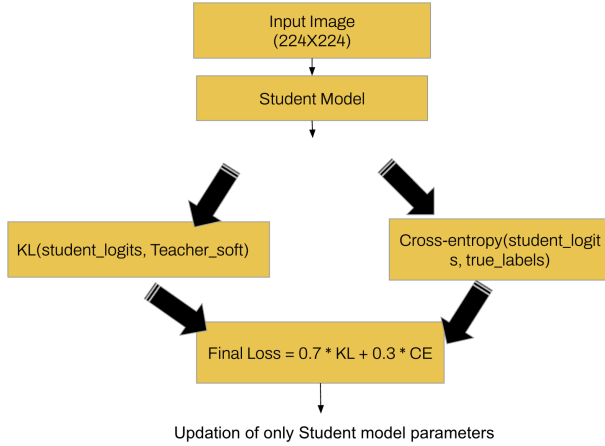 Input Image
(224X224)
Student Model
KL(student_logits, Teacher_soft)
Cross-entropy(student_logit
s, true_labels)
Final Loss = 0.7 * KL + 0.3 * CE
Updation of only Student model parameters